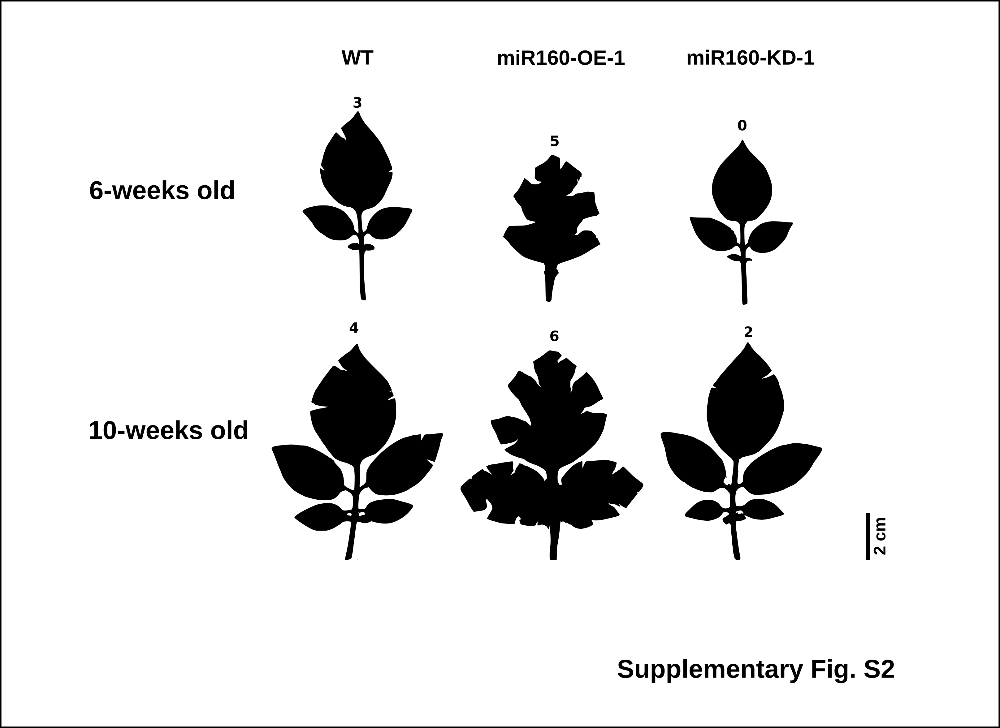 WT miR160-OE-1 miR160-KD-1
3 5 0
6-weeks old
4 6 2
10-weeks old
2 cm
Supplementary Fig. S2